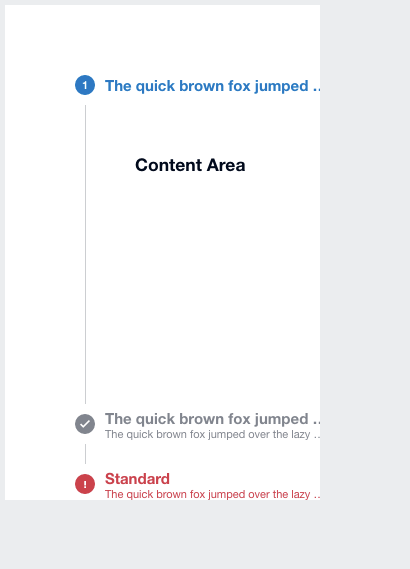 1 The quick brown fox jumped ..
Content Area
The quick brown fox jumped ..
The quick brown fox jumped over the lazy ..
! Standard
The quick brown fox jumped over the lazy ..